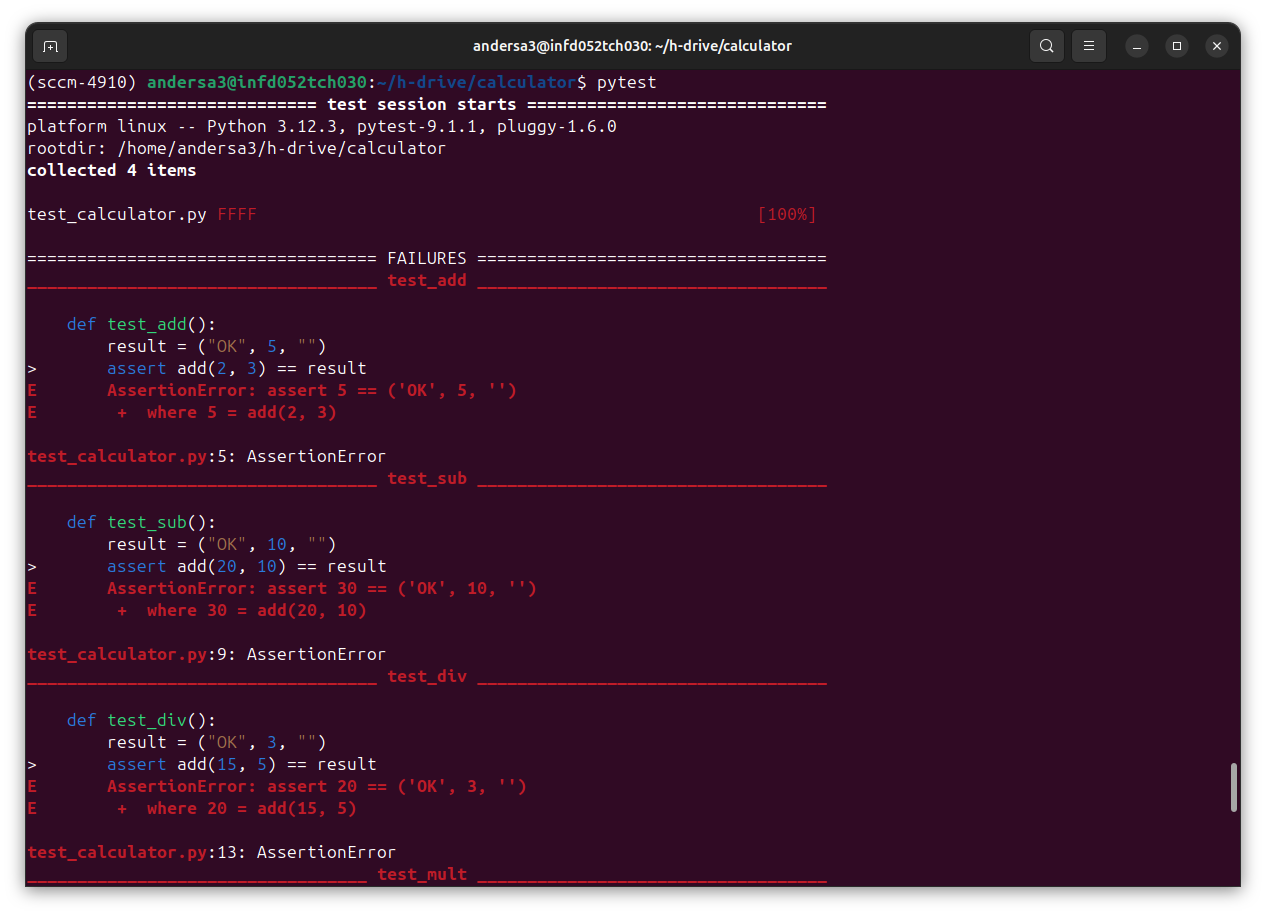 andersa3@infd052tch030: ~/h-drive/calculator
(sccm-4910) andersa3@infd052tch030:~/h-drive/calculator$ pytest
============================= test session starts ==============================
platform linux -- Python 3.12.3, pytest-9.1.1, pluggy-1.6.0
rootdir: /home/andersa3/h-drive/calculator
collected 4 items
test_calculator.py FFFF                                                  [100%]
=================================== FAILURES ===================================
___________________________________ test_add ___________________________________
    def test_add():
        result = ("OK", 5, "")
>       assert add(2, 3) == result
E       AssertionError: assert 5 == ('OK', 5, '')
E        +  where 5 = add(2, 3)
test_calculator.py:5: AssertionError
___________________________________ test_sub ___________________________________
    def test_sub():
        result = ("OK", 10, "")
>       assert add(20, 10) == result
E       AssertionError: assert 30 == ('OK', 10, '')
E        +  where 30 = add(20, 10)
test_calculator.py:9: AssertionError
___________________________________ test_div ___________________________________
    def test_div():
        result = ("OK", 3, "")
>       assert add(15, 5) == result
E       AssertionError: assert 20 == ('OK', 3, '')
E        +  where 20 = add(15, 5)
test_calculator.py:13: AssertionError
__________________________________ test_mult ___________________________________